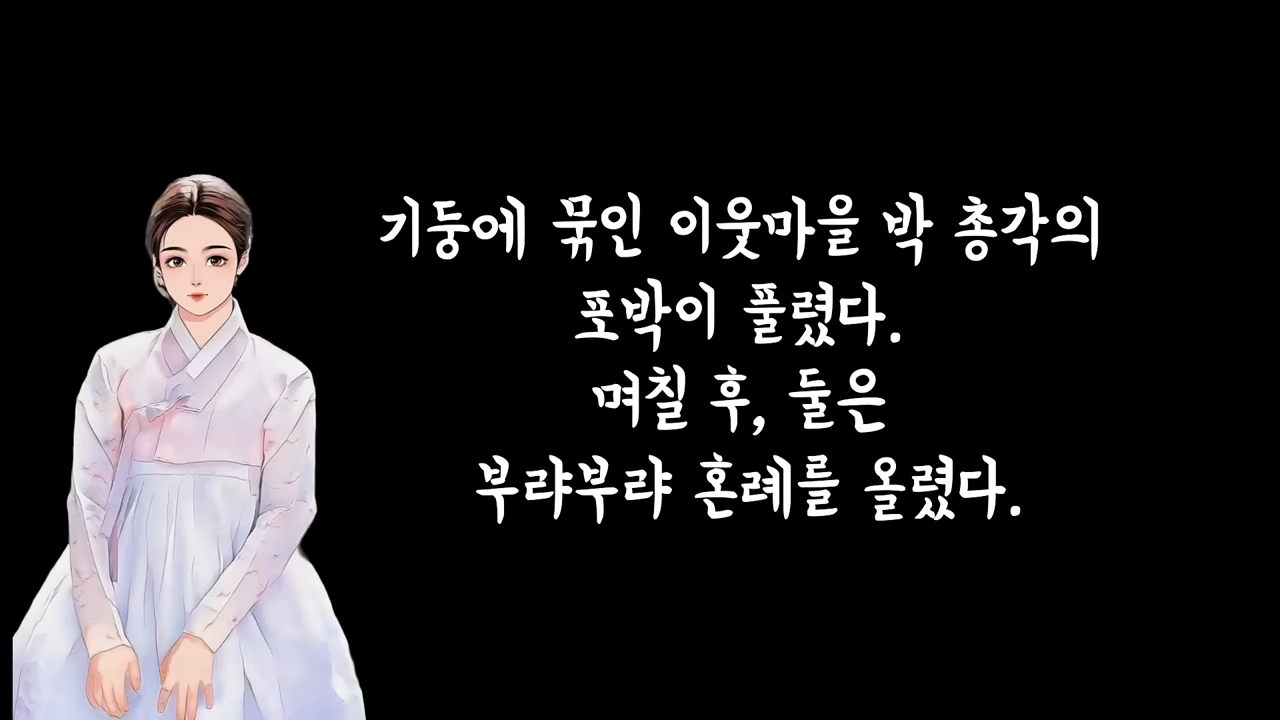 기둥에 묶인 이웃마을 박 총각의
포박이 풀렸다.
며칠 후, 둘은
부랴부랴 혼례를 올렸다.